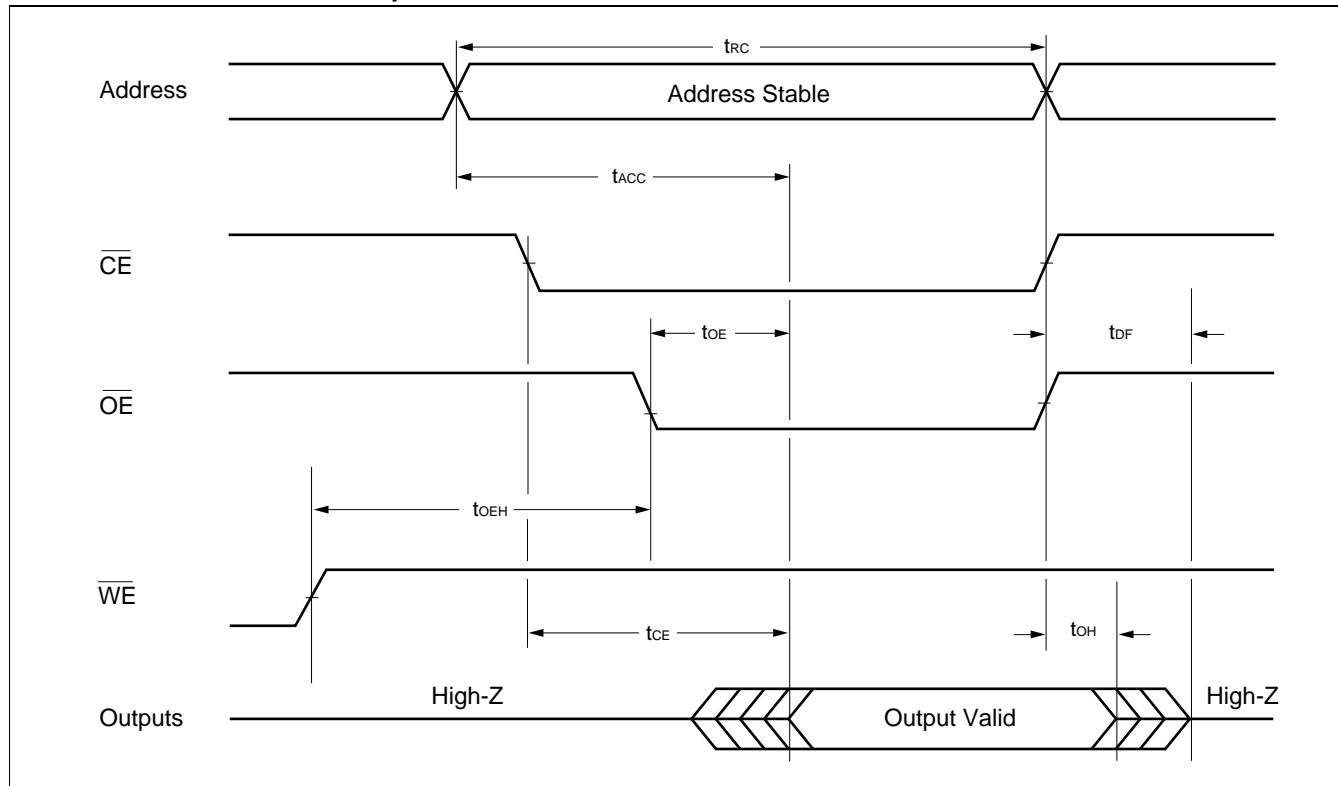 tRC
Address
Address Stable
tACC
CE
tOE
tDF
OE
tOEH
WE
tCE
tOH
High-Z
High-Z
Outputs
Output Valid